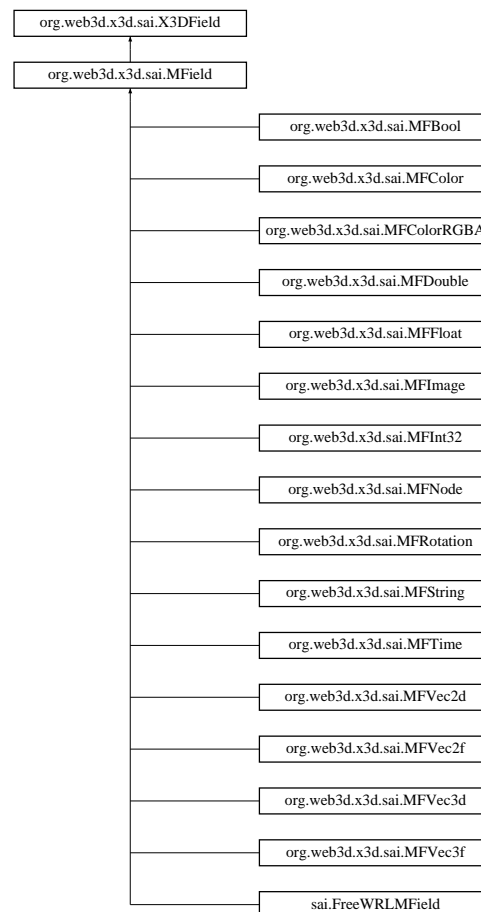 org.web3d.x3d.sai.X3DField
org.web3d.x3d.sai.MField
org.web3d.x3d.sai.MFBool
org.web3d.x3d.sai.MFColor
org.web3d.x3d.sai.MFColorRGBA
org.web3d.x3d.sai.MFDouble
org.web3d.x3d.sai.MFFloat
org.web3d.x3d.sai.MFImage
org.web3d.x3d.sai.MFInt32
org.web3d.x3d.sai.MFNode
org.web3d.x3d.sai.MFRotation
org.web3d.x3d.sai.MFString
org.web3d.x3d.sai.MFTime
org.web3d.x3d.sai.MFVec2d
org.web3d.x3d.sai.MFVec2f
org.web3d.x3d.sai.MFVec3d
org.web3d.x3d.sai.MFVec3f
sai.FreeWRLMField